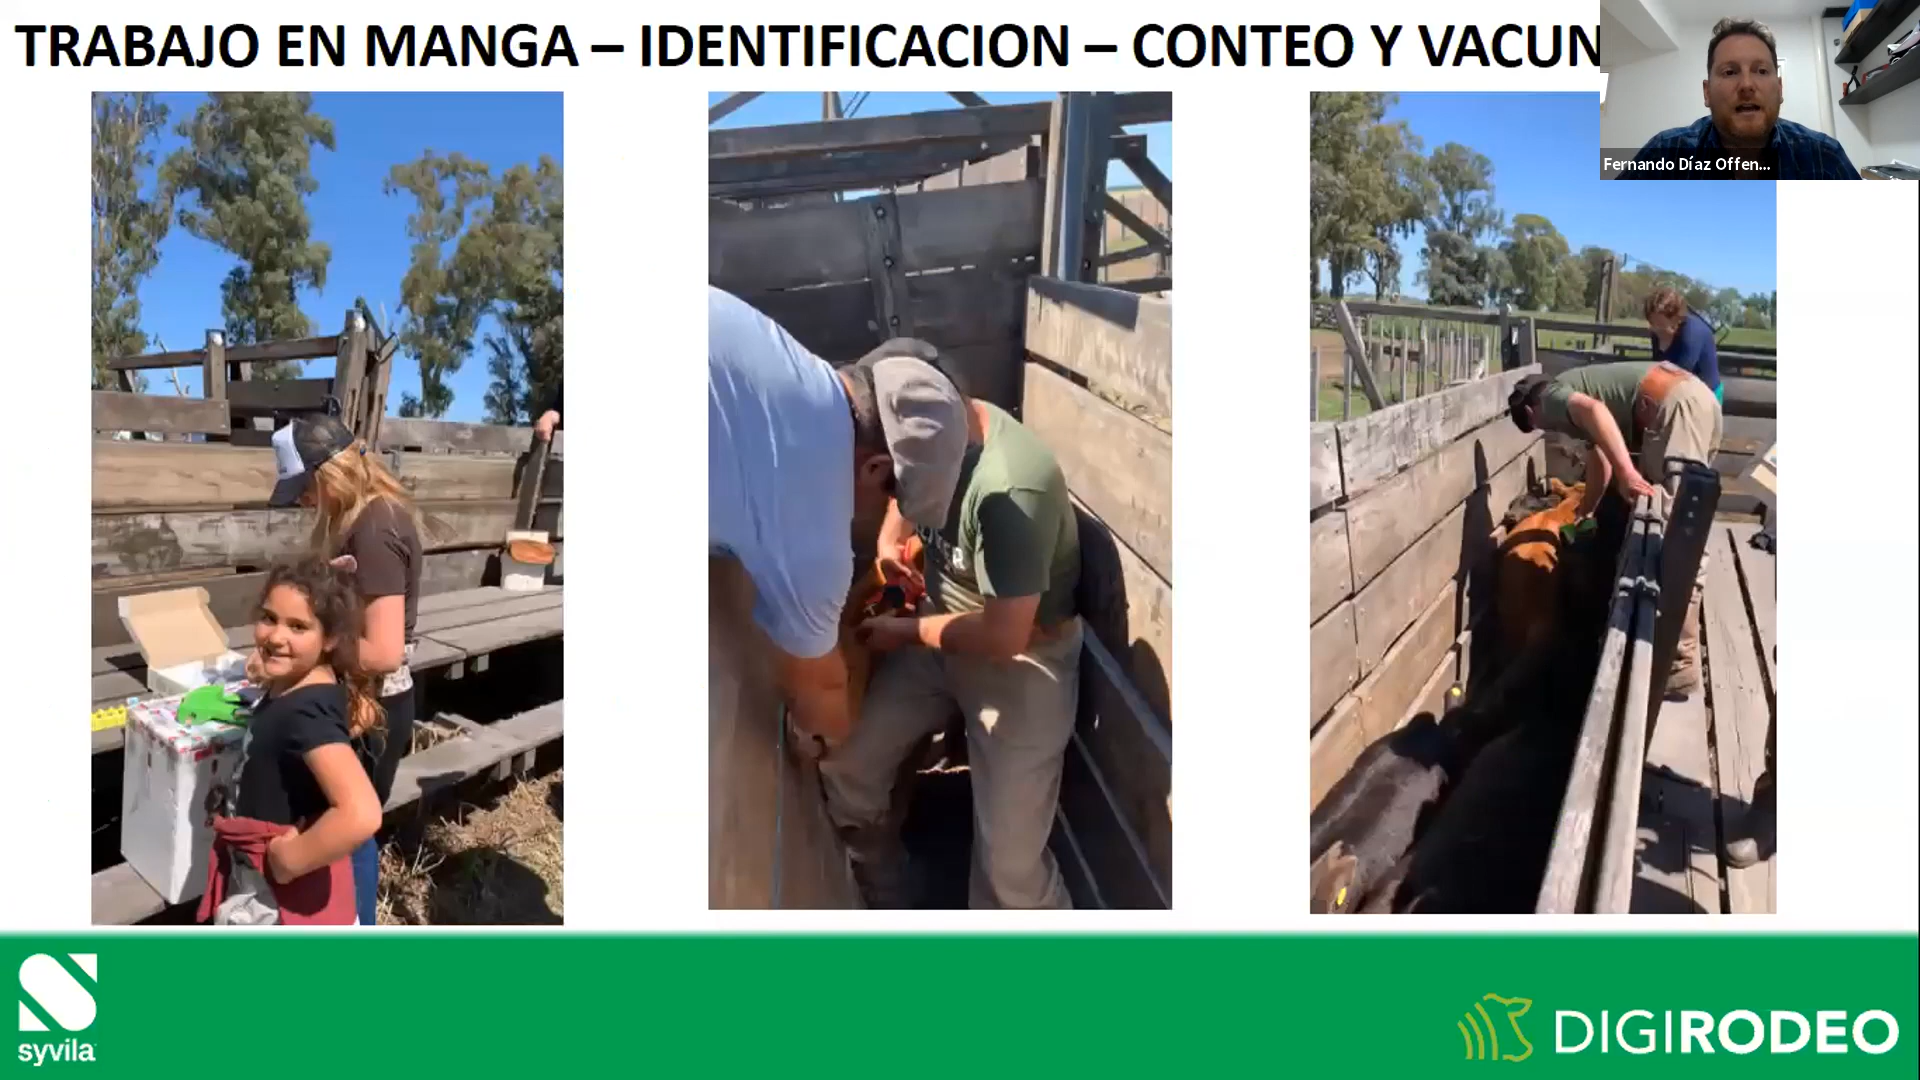 TRABAJO EN MANGA – IDENTIFICACION – CONTEO Y VACUN
Fernando Díaz Offen...
syvila
DIGIRODEO